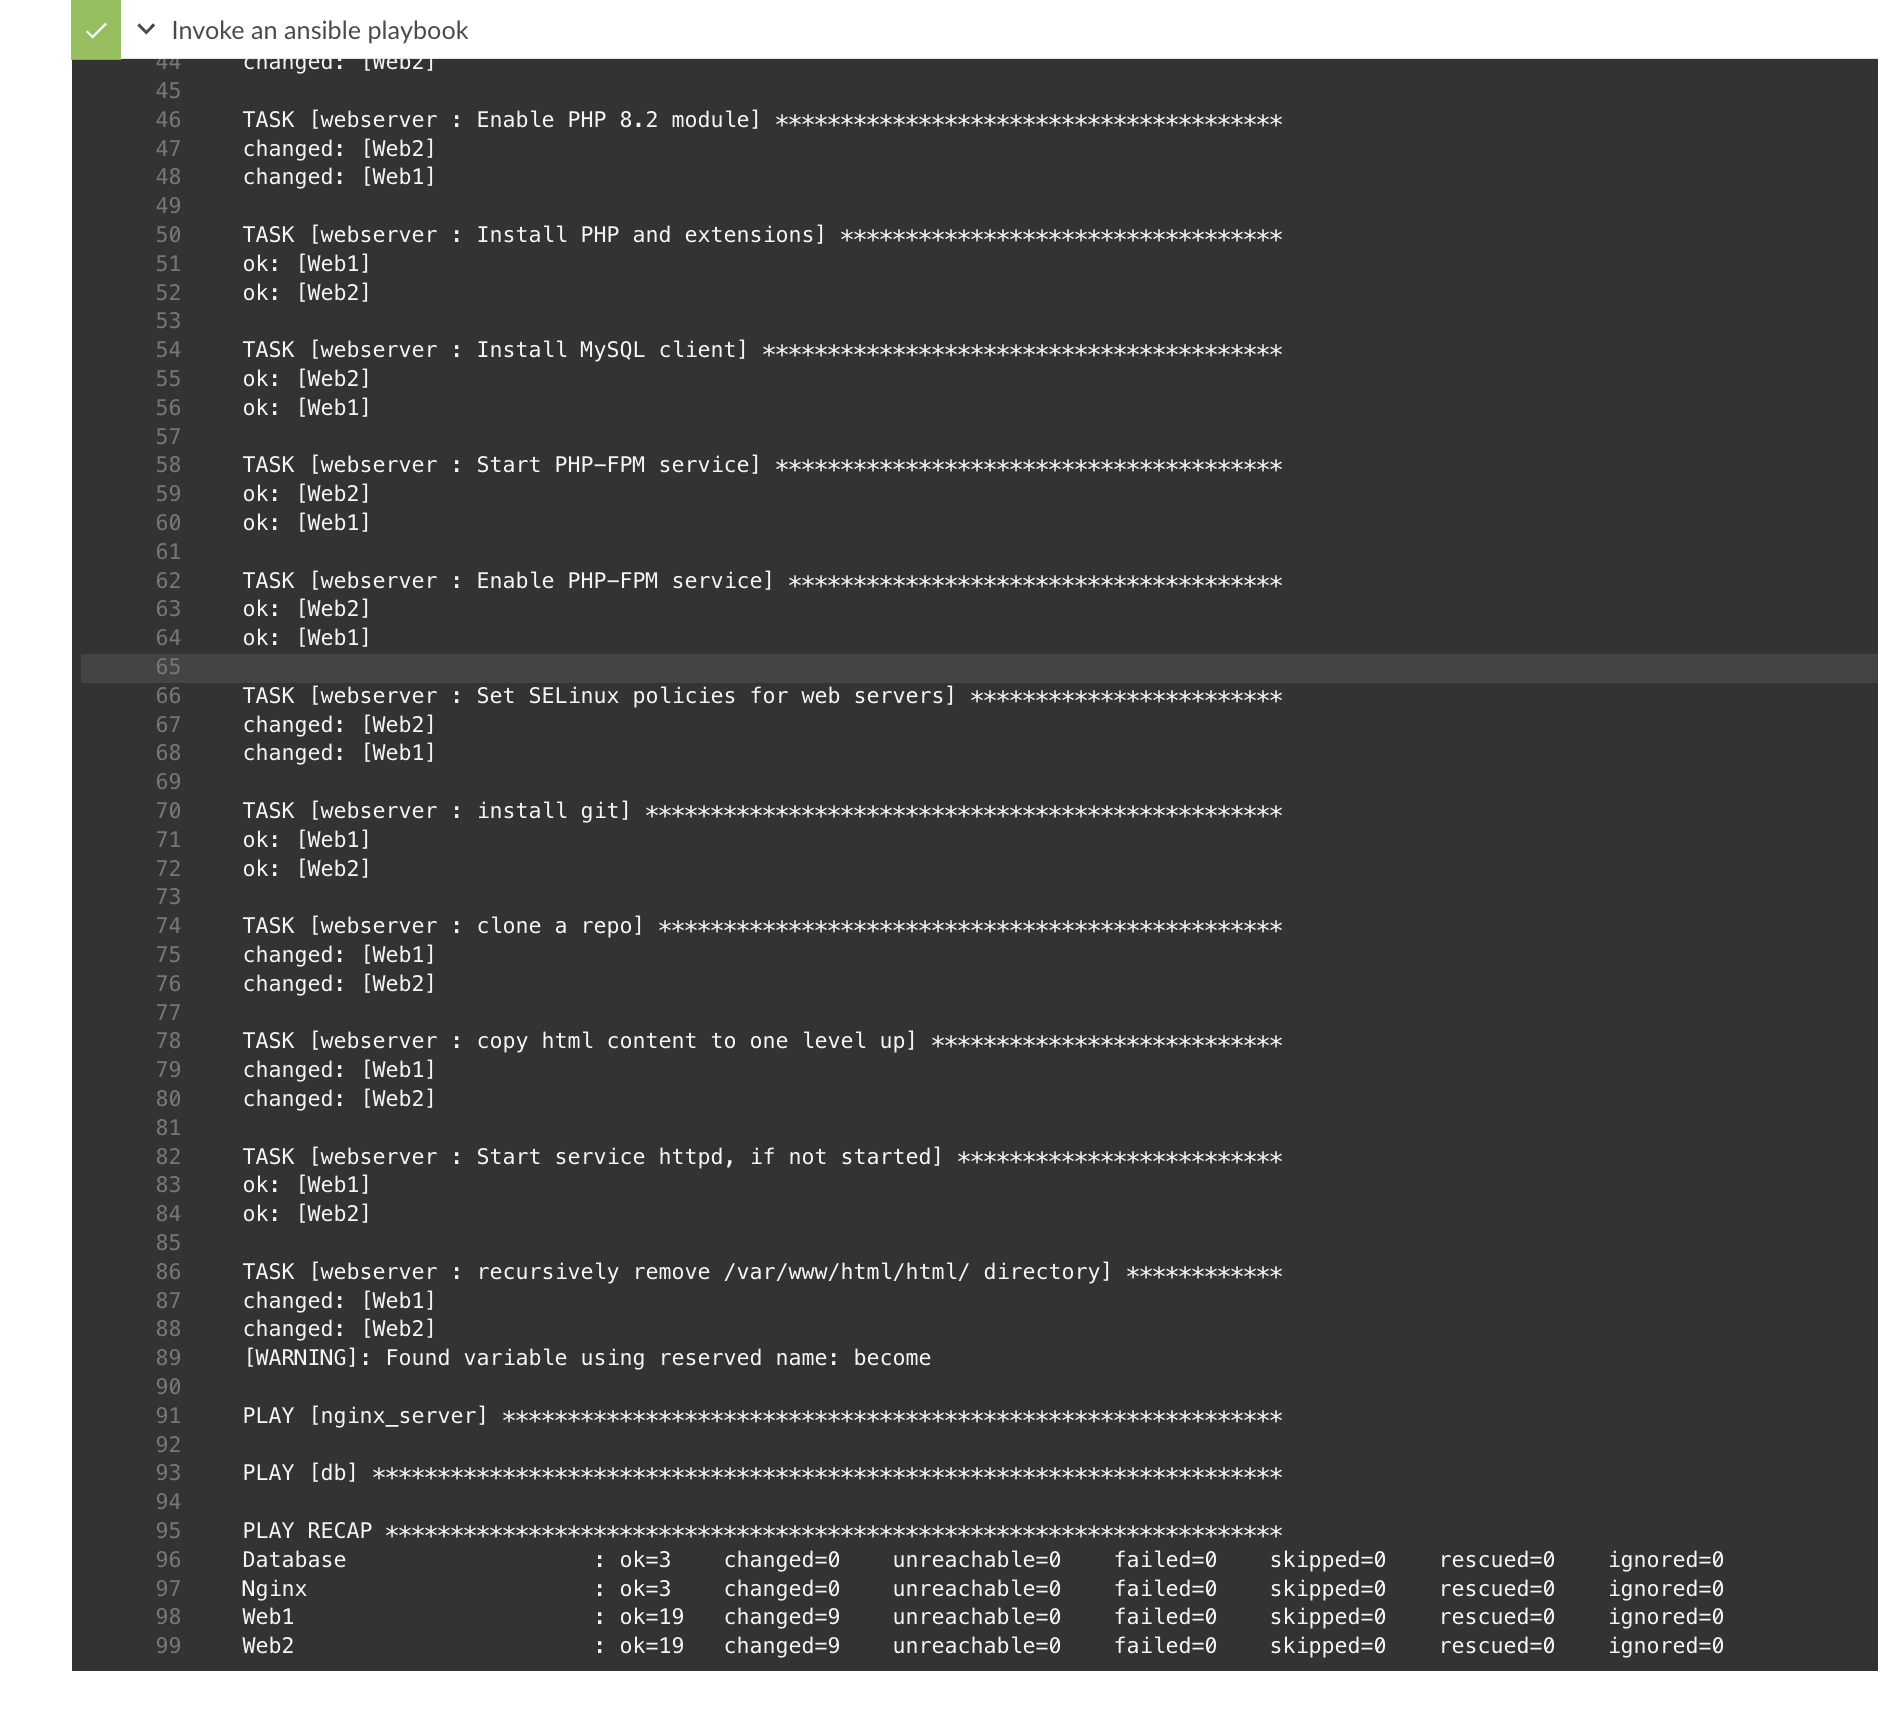 Invoke an ansible playbook
44 changed: [Web2]
45
46 TASK [webserver : Enable PHP 8.2 module] ***************************************
47 changed: [Web2]
48 changed: [Web1]
49
50 TASK [webserver : Install PHP and extensions] **********************************
51 ok: [Web1]
52 ok: [Web2]
53
54 TASK [webserver : Install MySQL client] ****************************************
55 ok: [Web2]
56 ok: [Web1]
57
58 TASK [webserver : Start PHP-FPM service] ***************************************
59 ok: [Web2]
60 ok: [Web1]
61
62 TASK [webserver : Enable PHP-FPM service] **************************************
63 ok: [Web2]
64 ok: [Web1]
65
66 TASK [webserver : Set SELinux policies for web servers] ************************
67 changed: [Web2]
68 changed: [Web1]
69
70 TASK [webserver : install git] *************************************************
71 ok: [Web1]
72 ok: [Web2]
73
74 TASK [webserver : clone a repo] ************************************************
75 changed: [Web1]
76 changed: [Web2]
77
78 TASK [webserver : copy html content to one level up] ***************************
79 changed: [Web1]
80 changed: [Web2]
81
82 TASK [webserver : Start service httpd, if not started] *************************
83 ok: [Web1]
84 ok: [Web2]
85
86 TASK [webserver : recursively remove /var/www/html/html/ directory] ************
87 changed: [Web1]
88 changed: [Web2]
89 [WARNING]: Found variable using reserved name: become
90
91 PLAY [nginx_server] ************************************************************
92
93 PLAY [db] **********************************************************************
94
95 PLAY RECAP *********************************************************************
96 Database : ok=3 changed=0 unreachable=0 failed=0 skipped=0 rescued=0 ignored=0
97 Nginx : ok=3 changed=0 unreachable=0 failed=0 skipped=0 rescued=0 ignored=0
98 Web1 : ok=19 changed=9 unreachable=0 failed=0 skipped=0 rescued=0 ignored=0
99 Web2 : ok=19 changed=9 unreachable=0 failed=0 skipped=0 rescued=0 ignored=0